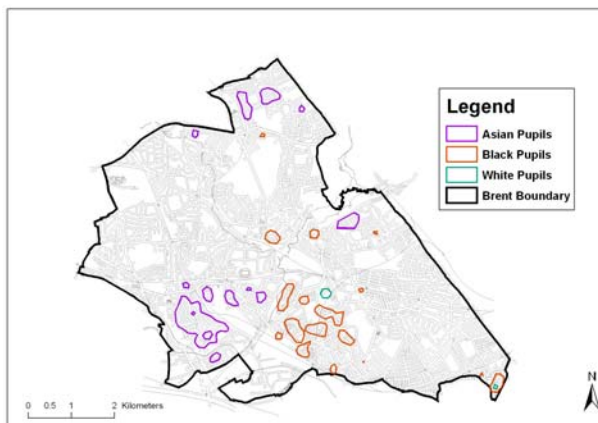 Legend
Asian Pupils
Black Pupils
White Pupils
Brent Boundary
N
0 0.5 1 2 Kilometers